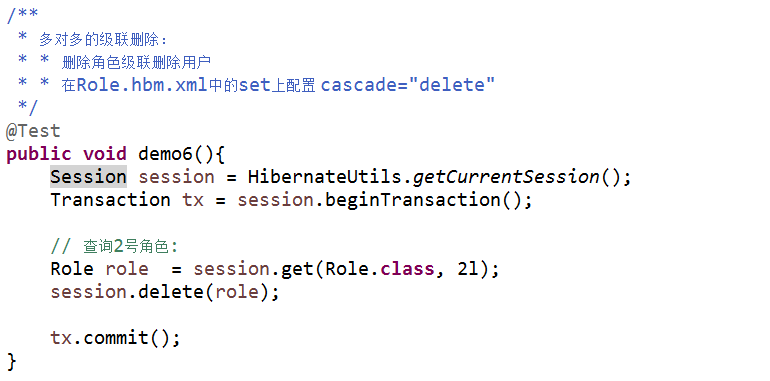 /**
 * 多对多的级联删除:
 * * 删除角色级联删除用户
 * * 在Role.hbm.xml中的set上配置 cascade="delete"
 */
@Test
public void demo6(){
    Session session = HibernateUtils.getCurrentSession();
    Transaction tx = session.beginTransaction();
    // 查询2号角色:
    Role role  = session.get(Role.class, 2l);
    session.delete(role);
    tx.commit();
}